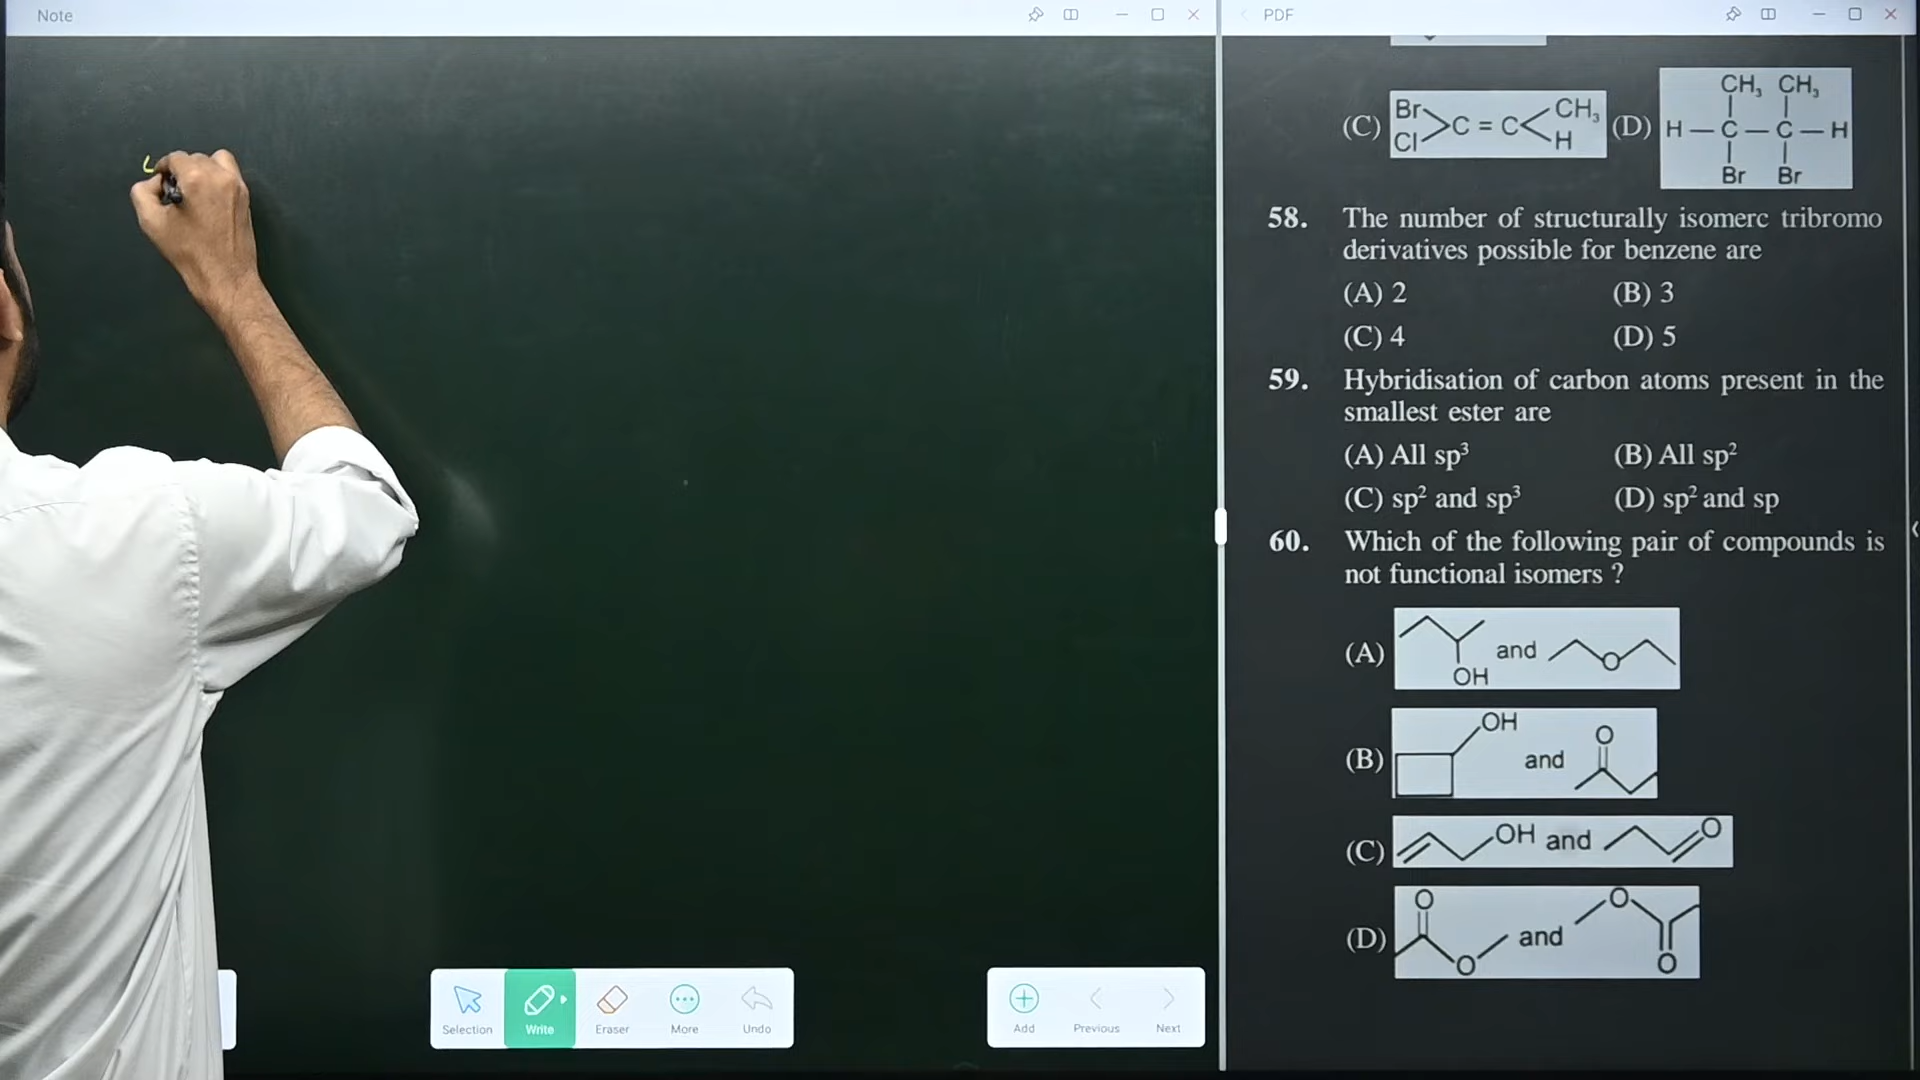 Note
PDF
(C) Br Cl C = C CH3 H (D) CH3 CH3 H — C — C — H Br Br
58. The number of structurally isomerc tribromo
derivatives possible for benzene are
(A) 2 (B) 3
(C) 4 (D) 5
59. Hybridisation of carbon atoms present in the
smallest ester are
(A) All sp³ (B) All sp²
(C) sp² and sp³ (D) sp² and sp
60. Which of the following pair of compounds is
not functional isomers ?
(A) OH and O
(B) OH and O
(C) OH and O
(D) O O and O O
Selection Write Eraser More Undo
Add Previous Next